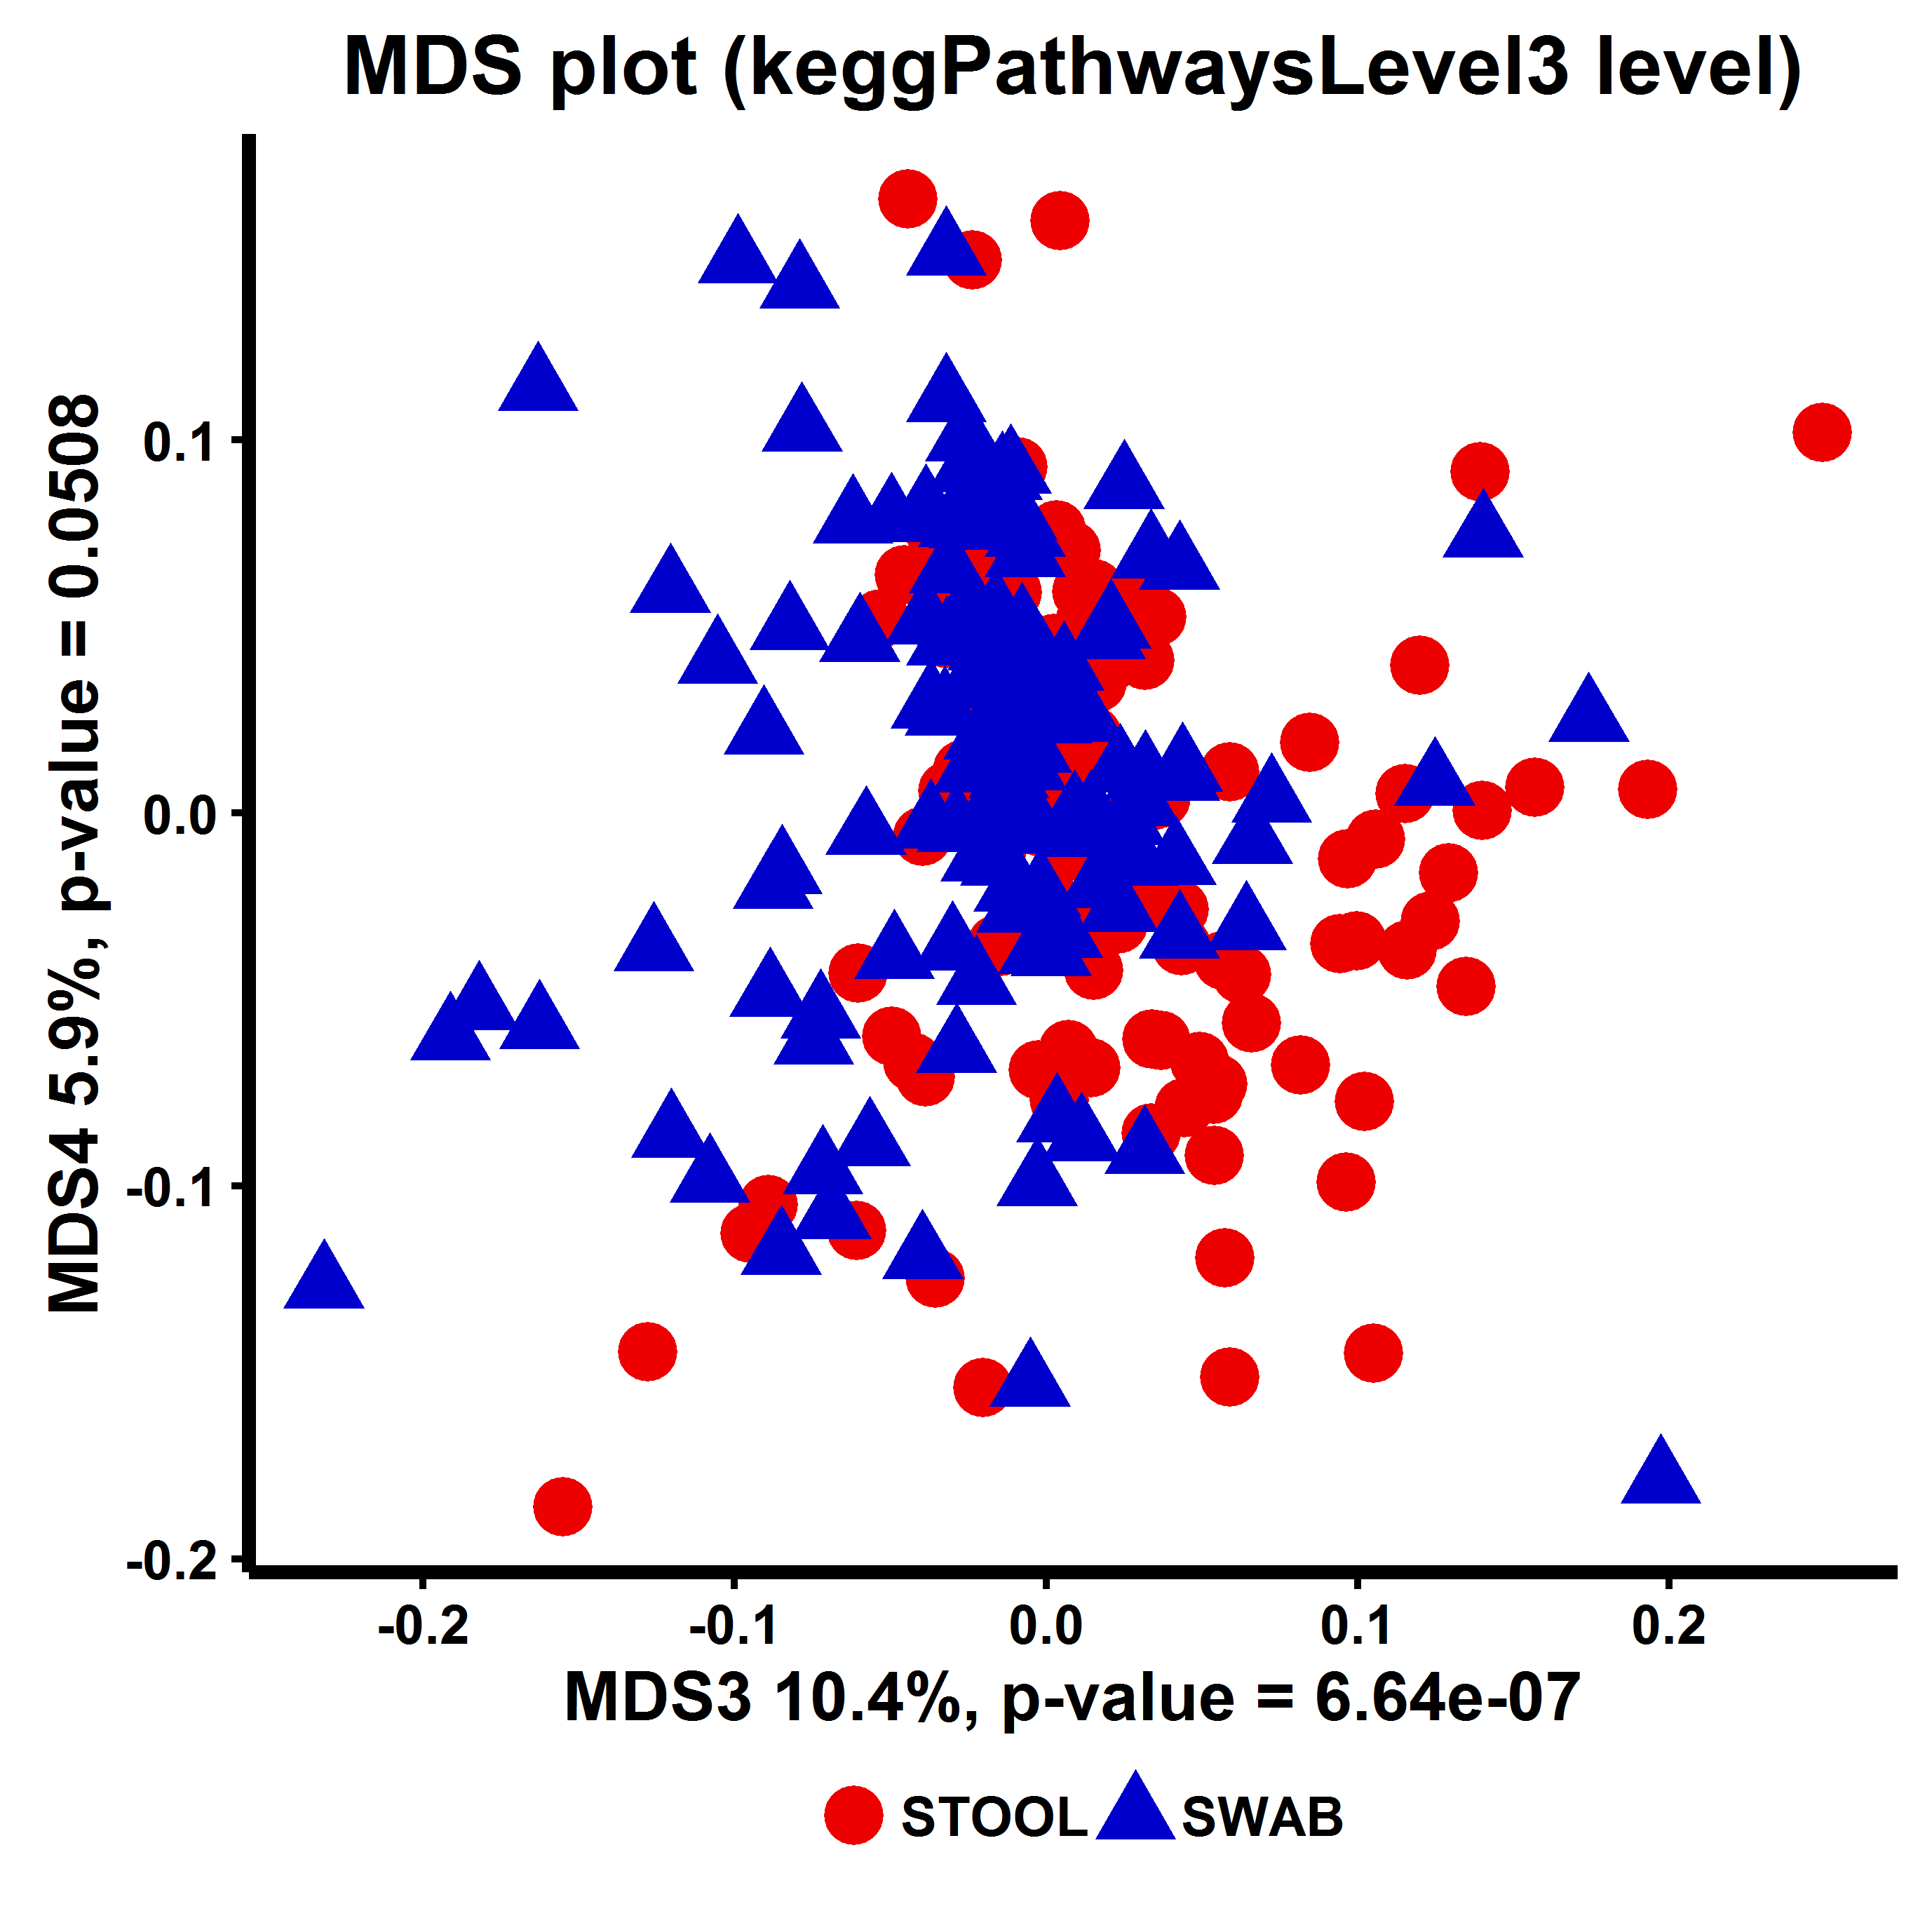 MDS plot (keggPathwaysLevel3 level)
MDS4 5.9%, p-value = 0.0508
0.1
0.0
-0.1
-0.2
-0.2 -0.1 0.0 0.1 0.2
MDS3 10.4%, p-value = 6.64e-07
STOOL SWAB